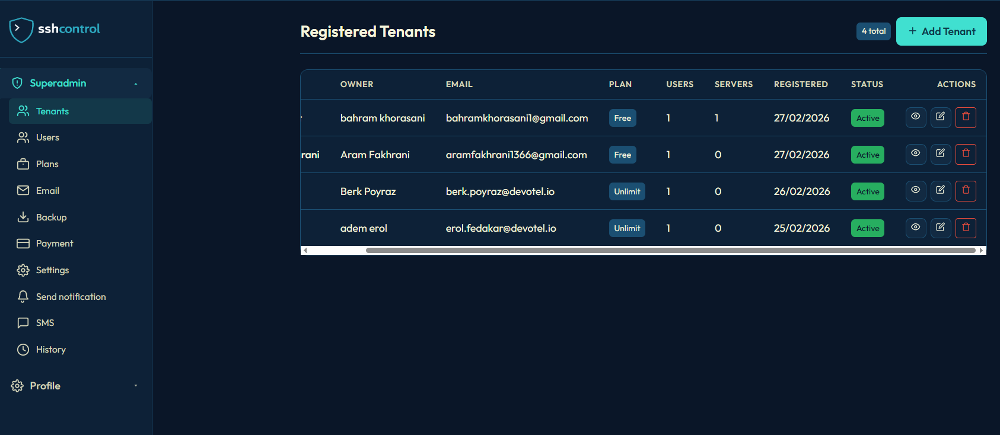 sshcontrol
Superadmin
Tenants
Users
Plans
Email
Backup
Payment
Settings
Send notification
SMS
History
Profile
Registered Tenants
4 total
+ Add Tenant
OWNER EMAIL PLAN USERS SERVERS REGISTERED STATUS ACTIONS
bahram khorasani bahramkhorasani1@gmail.com Free 1 1 27/02/2026 Active
rani Aram Fakhrani aramfakhrani1366@gmail.com Free 1 0 27/02/2026 Active
Berk Poyraz berk.poyraz@devotel.io Unlimit 1 0 26/02/2026 Active
adem erol erol.fedakar@devotel.io Unlimit 1 0 25/02/2026 Active